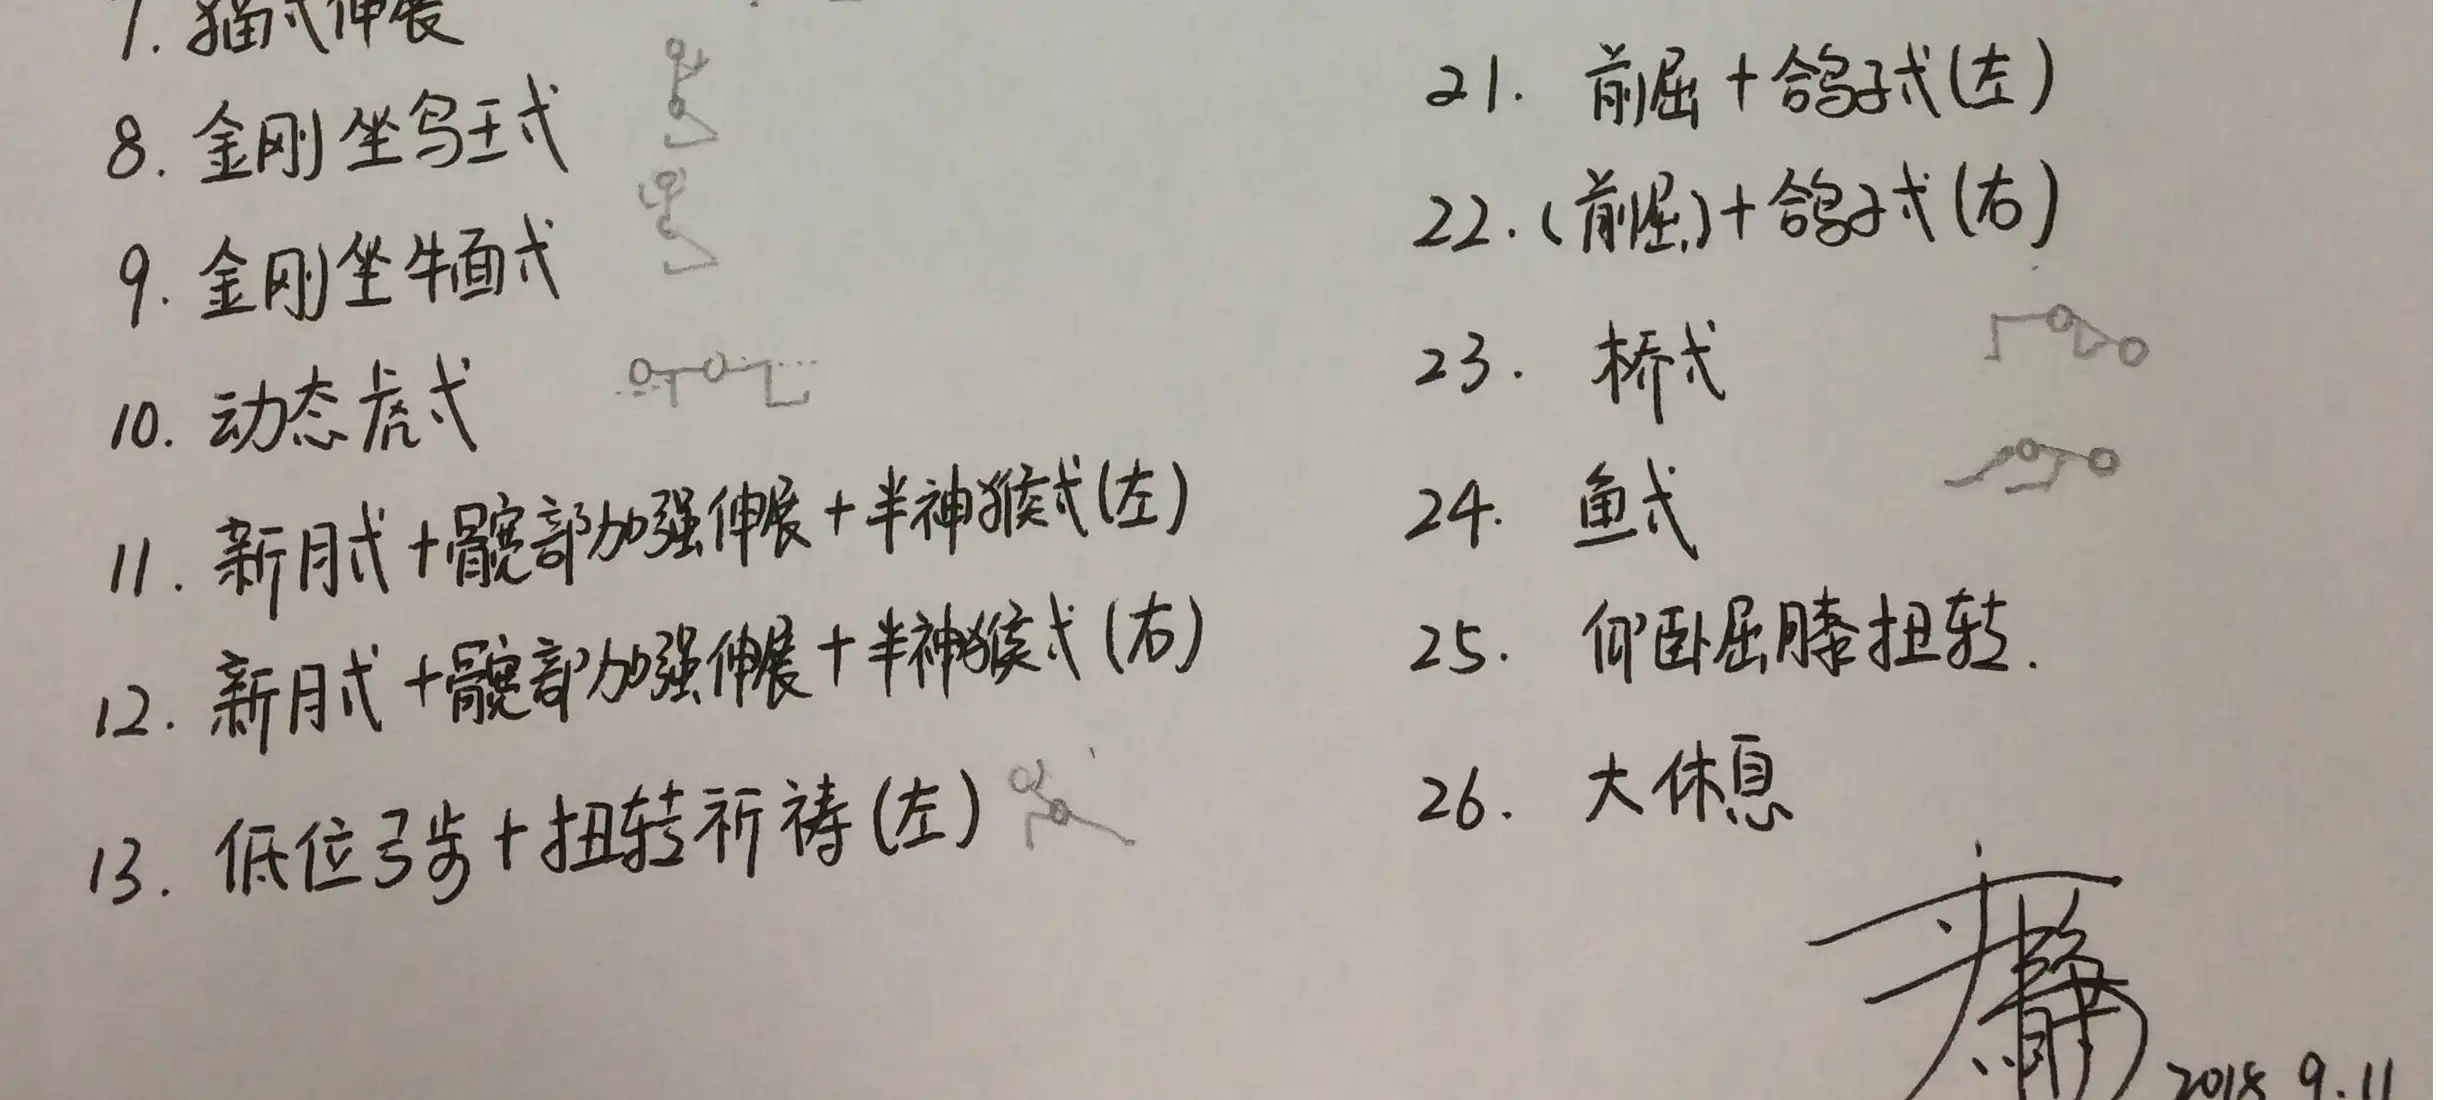 7. 猫式伸展
8. 金刚坐鸟王式
9. 金刚坐牛面式
10. 动态虎式
11. 新月式+髋部加强伸展+半神猴式(左)
12. 新月式+髋部加强伸展+半神猴式(右)
13. 低位弓步+扭转祈祷(左)
21. 前屈+鸽子式(左)
22. (前屈)+鸽子式(右)
23. 桥式
24. 鱼式
25. 仰卧屈膝扭转.
26. 大休息
2018.9.11